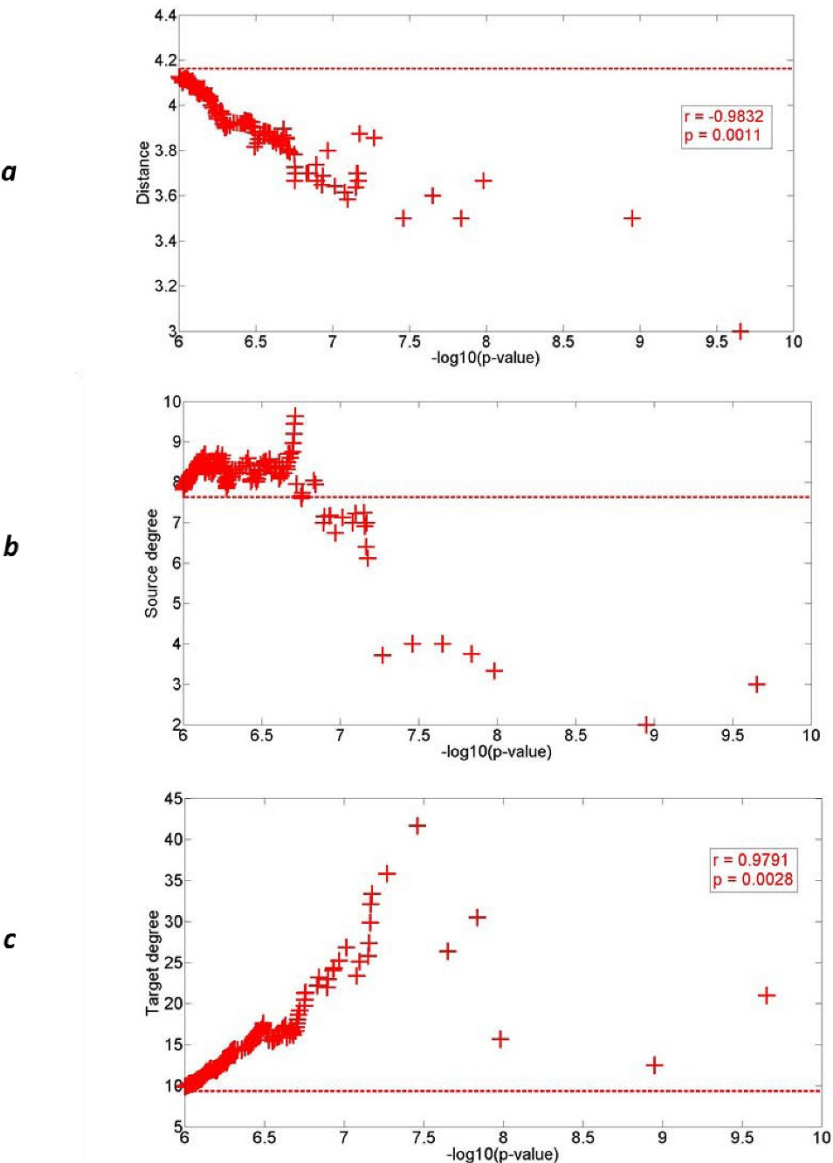 a
4.4
4.2
4
3.8
3.6
3.4
3.2
3
Distance
r = -0.9832
p = 0.0011
6 6.5 7 7.5 8 8.5 9 9.5 10
-log10(p-value)
b
10
9
8
7
6
5
4
3
2
Source degree
6 6.5 7 7.5 8 8.5 9 9.5 10
-log10(p-value)
c
45
40
35
30
25
20
15
10
5
Target degree
r = 0.9791
p = 0.0028
6 6.5 7 7.5 8 8.5 9 9.5 10
-log10(p-value)